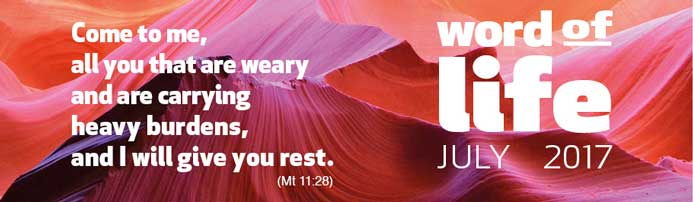 Come to me,
all you that are weary
and are carrying
heavy burdens,
and I will give you rest.
(Mt 11:28)
word of
life
JULY 2017